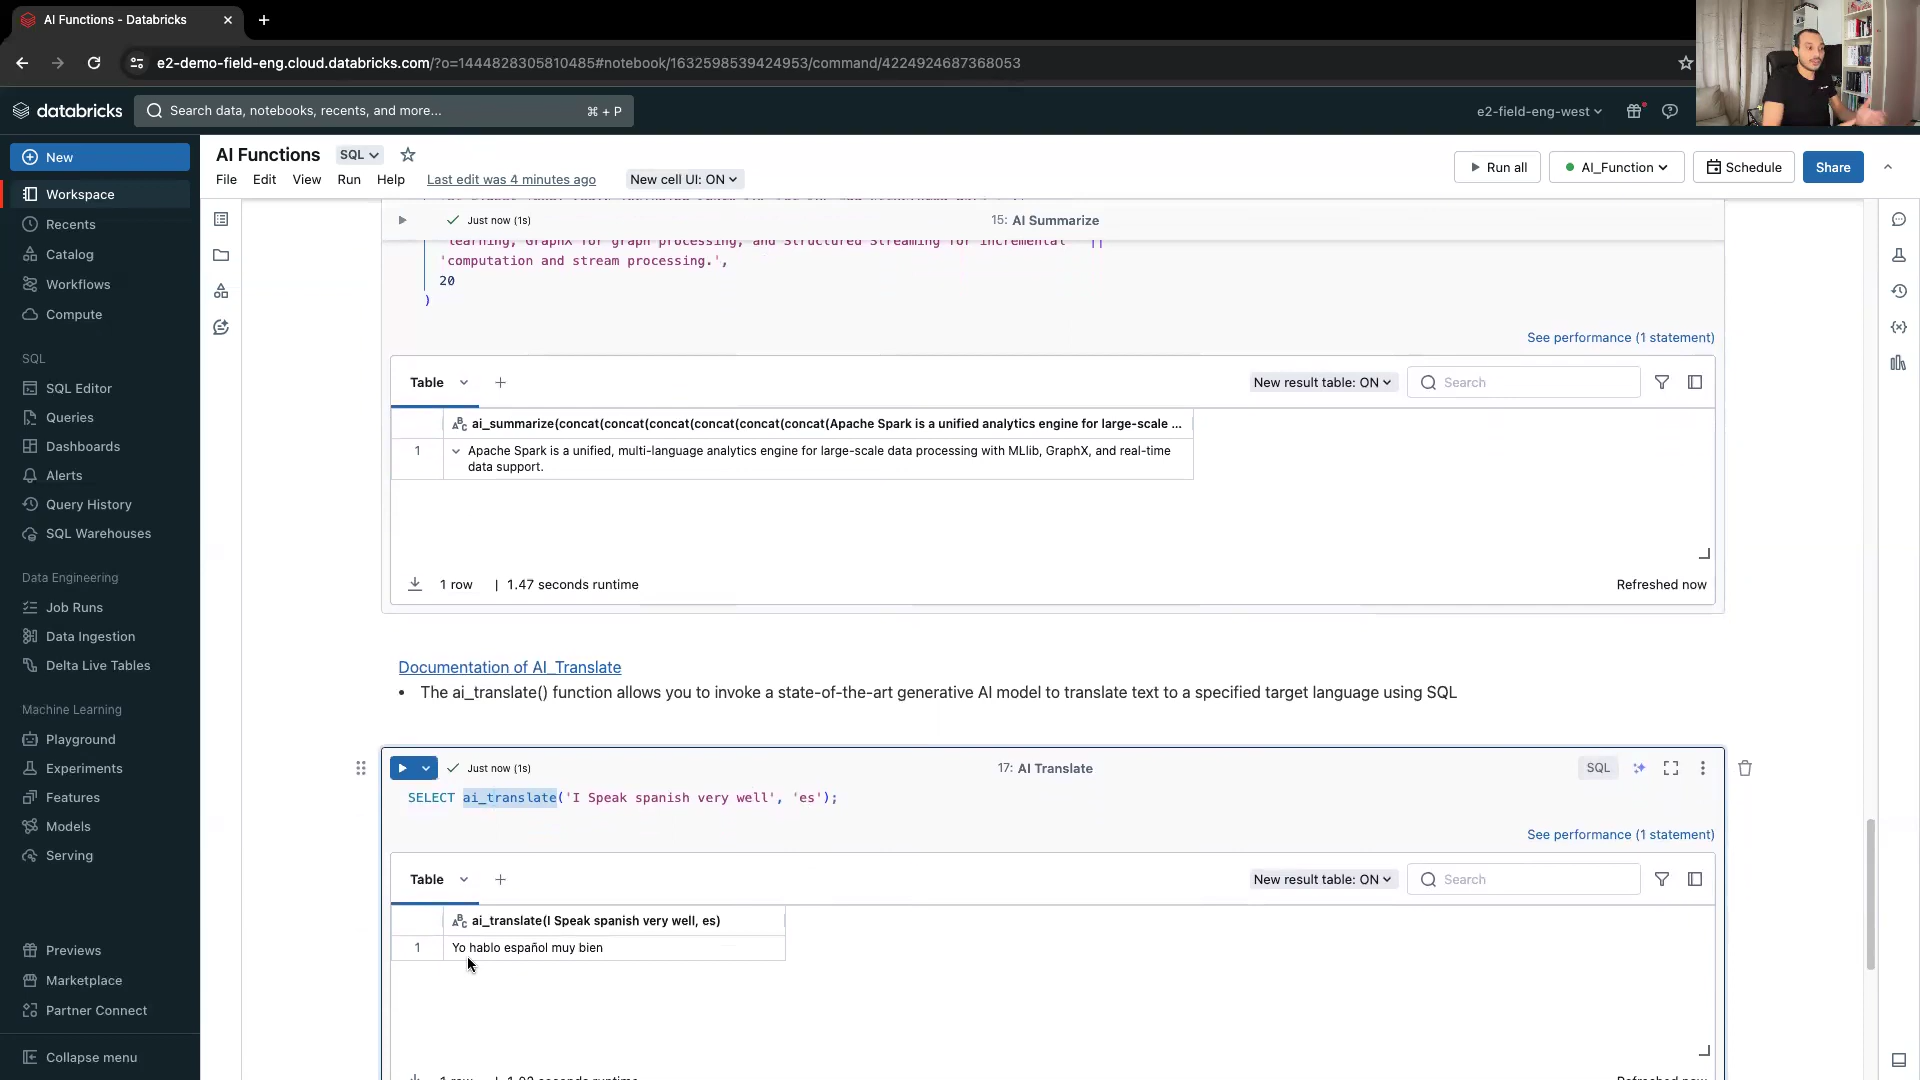 AI Functions - Databricks
e2-demo-field-eng.cloud.databricks.com/?o=1444828305810485#notebook/1632598539424953/command/4224924687368053
databricks
Search data, notebooks, recents, and more...
⌘ + P
e2-field-eng-west
New
Workspace
Recents
Catalog
Workflows
Compute
SQL
SQL Editor
Queries
Dashboards
Alerts
Query History
SQL Warehouses
Data Engineering
Job Runs
Data Ingestion
Delta Live Tables
Machine Learning
Playground
Experiments
Features
Models
Serving
Previews
Marketplace
Partner Connect
Collapse menu
AI Functions
SQL
File Edit View Run Help Last edit was 4 minutes ago New cell UI: ON
Run all
AI_Function
Schedule
Share
Just now (1s)
15: AI Summarize
'learning, GraphX for graph processing, and Structured Streaming for incremental ' ||
'computation and stream processing.',
20
)
See performance (1 statement)
Table
New result table: ON
Search
ai_summarize(concat(concat(concat(concat(concat(concat(Apache Spark is a unified analytics engine for large-scale ...
1
Apache Spark is a unified, multi-language analytics engine for large-scale data processing with MLlib, GraphX, and real-time
data support.
1 row | 1.47 seconds runtime
Refreshed now
Documentation of AI_Translate
• The ai_translate() function allows you to invoke a state-of-the-art generative AI model to translate text to a specified target language using SQL
Just now (1s)
17: AI Translate
SQL
SELECT ai_translate('I Speak spanish very well', 'es');
See performance (1 statement)
Table
New result table: ON
Search
ai_translate(I Speak spanish very well, es)
1
Yo hablo español muy bien